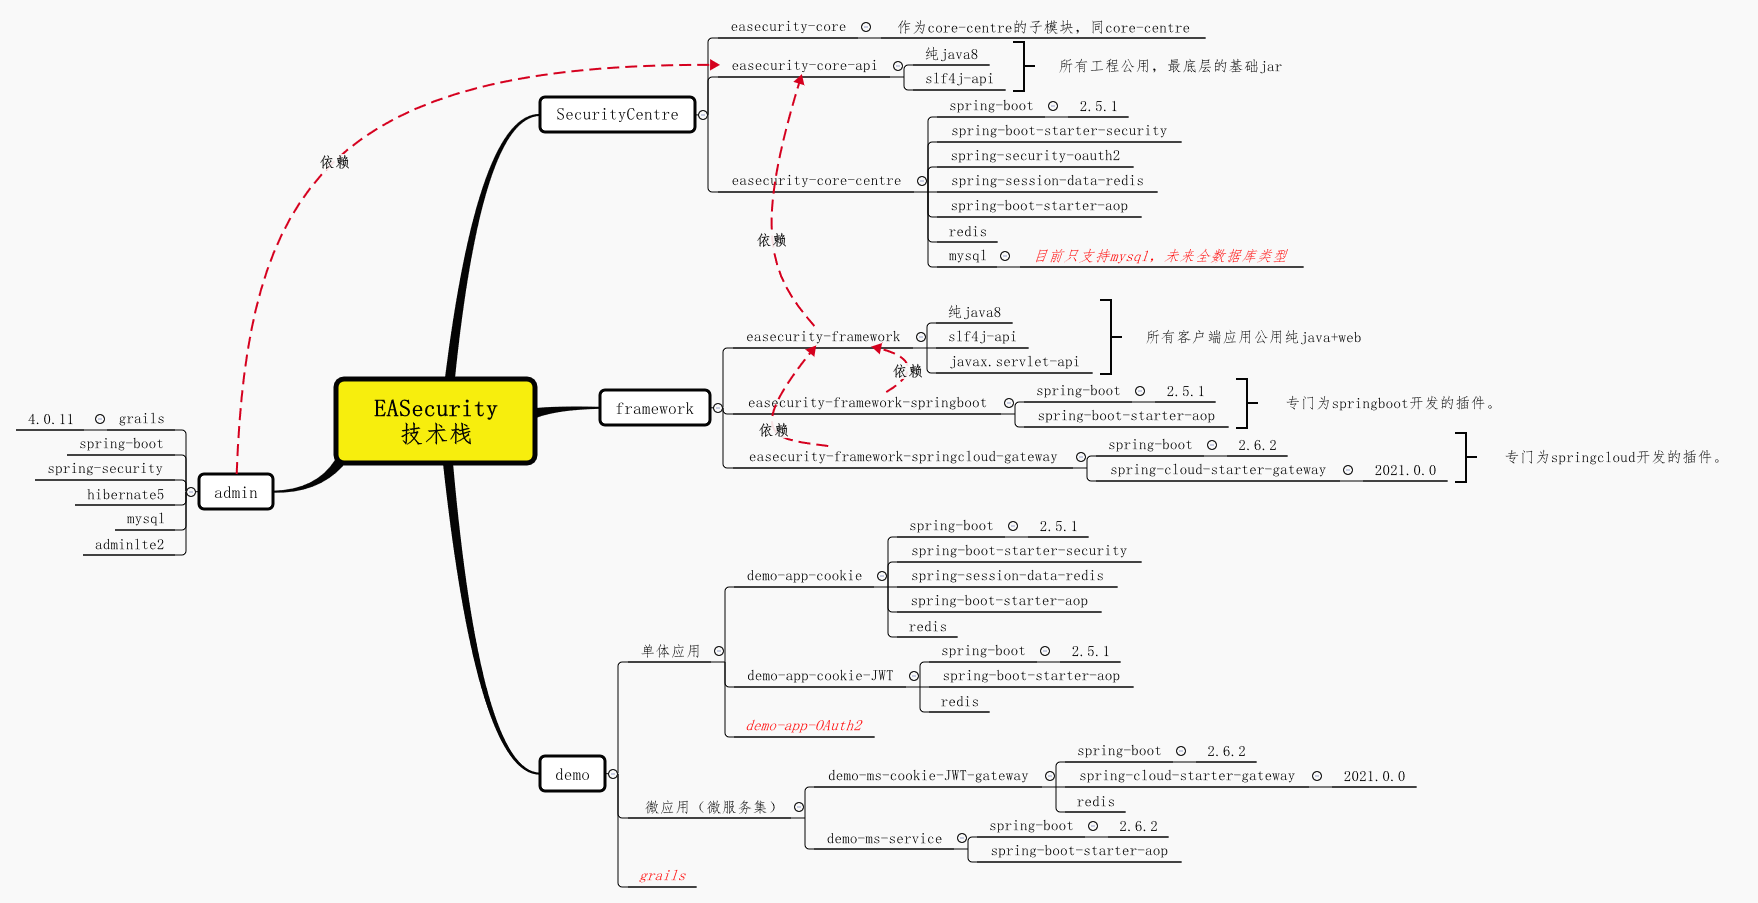 EASecurity
技术栈
SecurityCentre
easecurity-core
作为core-centre的子模块，同core-centre
easecurity-core-api
纯java8
slf4j-api
所有工程公用，最底层的基础jar
easecurity-core-centre
spring-boot
2.5.1
spring-boot-starter-security
spring-security-oauth2
spring-session-data-redis
spring-boot-starter-aop
redis
mysql
目前只支持mysql，未来全数据库类型
依赖
依赖
framework
easecurity-framework
纯java8
slf4j-api
javax.servlet-api
所有客户端应用公用纯java+web
依赖
easecurity-framework-springboot
spring-boot
2.5.1
spring-boot-starter-aop
专门为springboot开发的插件。
依赖
easecurity-framework-springcloud-gateway
spring-boot
2.6.2
spring-cloud-starter-gateway
2021.0.0
专门为springcloud开发的插件。
admin
4.0.11
grails
spring-boot
spring-security
hibernate5
mysql
adminlte2
demo
单体应用
demo-app-cookie
spring-boot
2.5.1
spring-boot-starter-security
spring-session-data-redis
spring-boot-starter-aop
redis
demo-app-cookie-JWT
spring-boot
2.5.1
spring-boot-starter-aop
redis
demo-app-OAuth2
微应用（微服务集）
demo-ms-cookie-JWT-gateway
spring-boot
2.6.2
spring-cloud-starter-gateway
2021.0.0
redis
demo-ms-service
spring-boot
2.6.2
spring-boot-starter-aop
grails